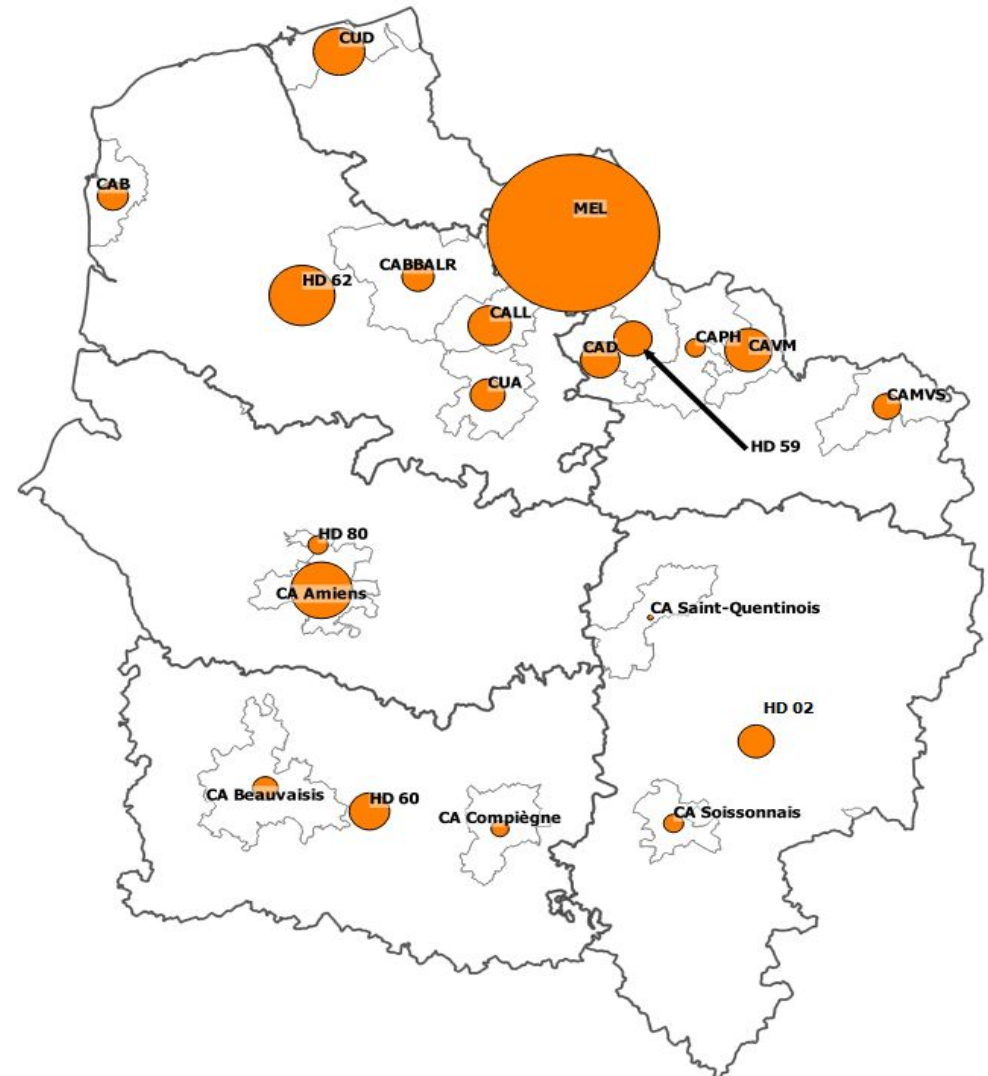 CUD
CAB
MEL
CABBALR
HD 62
CALL
CAPH
CAD
CAVM
CUA
CAMVS
HD 59
HD 80
CA Amiens
CA Saint-Quentinois
HD 02
CA Beauvaisis
HD 60
CA Compiègne
CA Soissonnais